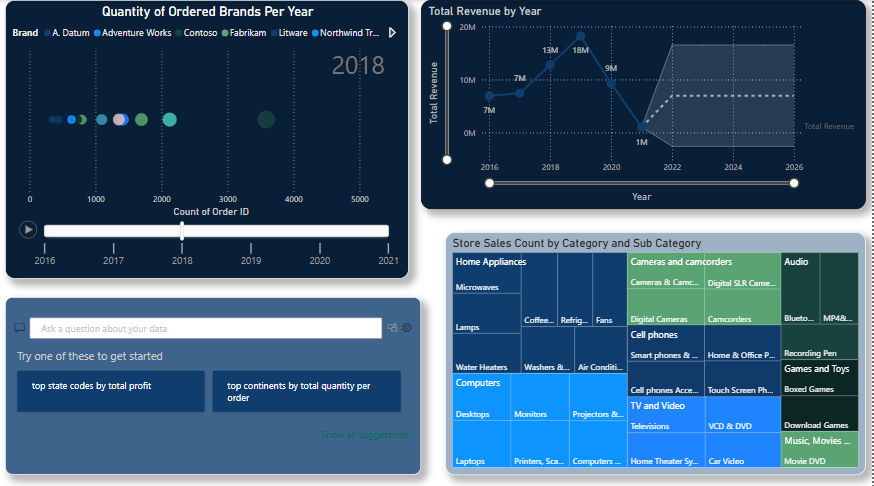 Quantity of Ordered Brands Per Year
Brand A. Datum Adventure Works Contoso Fabrikam Litware Northwind Tr...
2018
0 1000 2000 3000 4000 5000
Count of Order ID
2016 2017 2018 2019 2020 2021
Total Revenue by Year
20M
10M
0M
Total Revenue
7M
7M
13M
18M
9M
1M
Total Revenue
2016 2018 2020 2022 2024 2026
Year
Ask a question about your data
Try one of these to get started
top state codes by total profit
top continents by total quantity per
order
Show all suggestions
Store Sales Count by Category and Sub Category
Home Appliances
Microwaves
Lamps
Water Heaters
Coffee...
Refrig...
Fans
Washers &...
Air Conditi...
Computers
Desktops
Monitors
Projectors &...
Laptops
Printers, Sca...
Computers ...
Cameras and camcorders
Cameras & Camc...
Digital SLR Came...
Digital Cameras
Camcorders
Cell phones
Smart phones & ...
Home & Office P...
Cell phones Acce...
Touch Screen Ph...
TV and Video
Televisions
VCD & DVD
Home Theater Sy...
Car Video
Audio
Blueto...
MP4&...
Recording Pen
Games and Toys
Boxed Games
Download Games
Music, Movies ...
Movie DVD